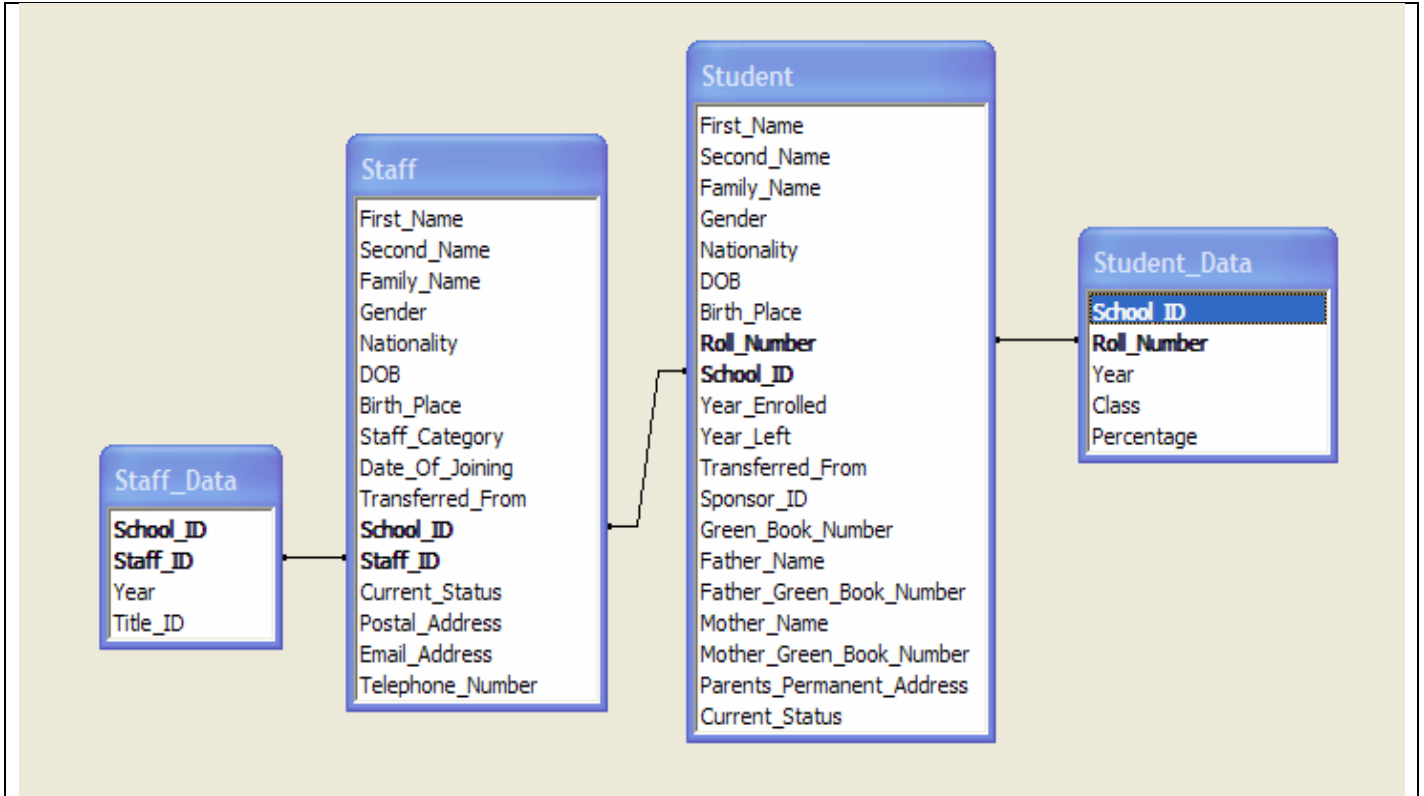 Staff_Data
School_ID
Staff_ID
Year
Title_ID
Staff
First_Name
Second_Name
Family_Name
Gender
Nationality
DOB
Birth_Place
Staff_Category
Date_Of_Joining
Transferred_From
School_ID
Staff_ID
Current_Status
Postal_Address
Email_Address
Telephone_Number
Student
First_Name
Second_Name
Family_Name
Gender
Nationality
DOB
Birth_Place
Roll_Number
School_ID
Year_Enrolled
Year_Left
Transferred_From
Sponsor_ID
Green_Book_Number
Father_Name
Father_Green_Book_Number
Mother_Name
Mother_Green_Book_Number
Parents_Permanent_Address
Current_Status
Student_Data
School_ID
Roll_Number
Year
Class
Percentage